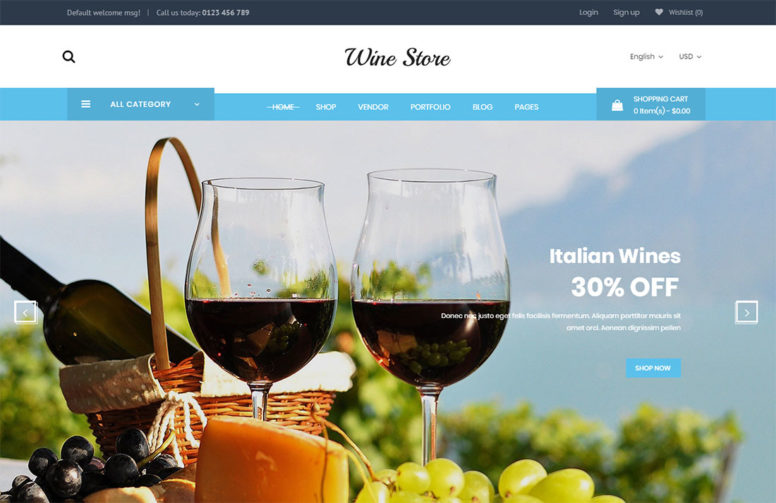 Default welcome msg! | Call us today: 0123 456 789
Login Sign up Wishlist (0)
Wine Store
English USD
ALL CATEGORY
HOME SHOP VENDOR PORTFOLIO BLOG PAGES
SHOPPING CART
0 Item(s) - $0.00
Italian Wines
30% OFF
Donec nec justo eget felis facilisis fermentum. Aliquam porttitor mauris sit
amet orci. Aenean dignissim pellen
SHOP NOW